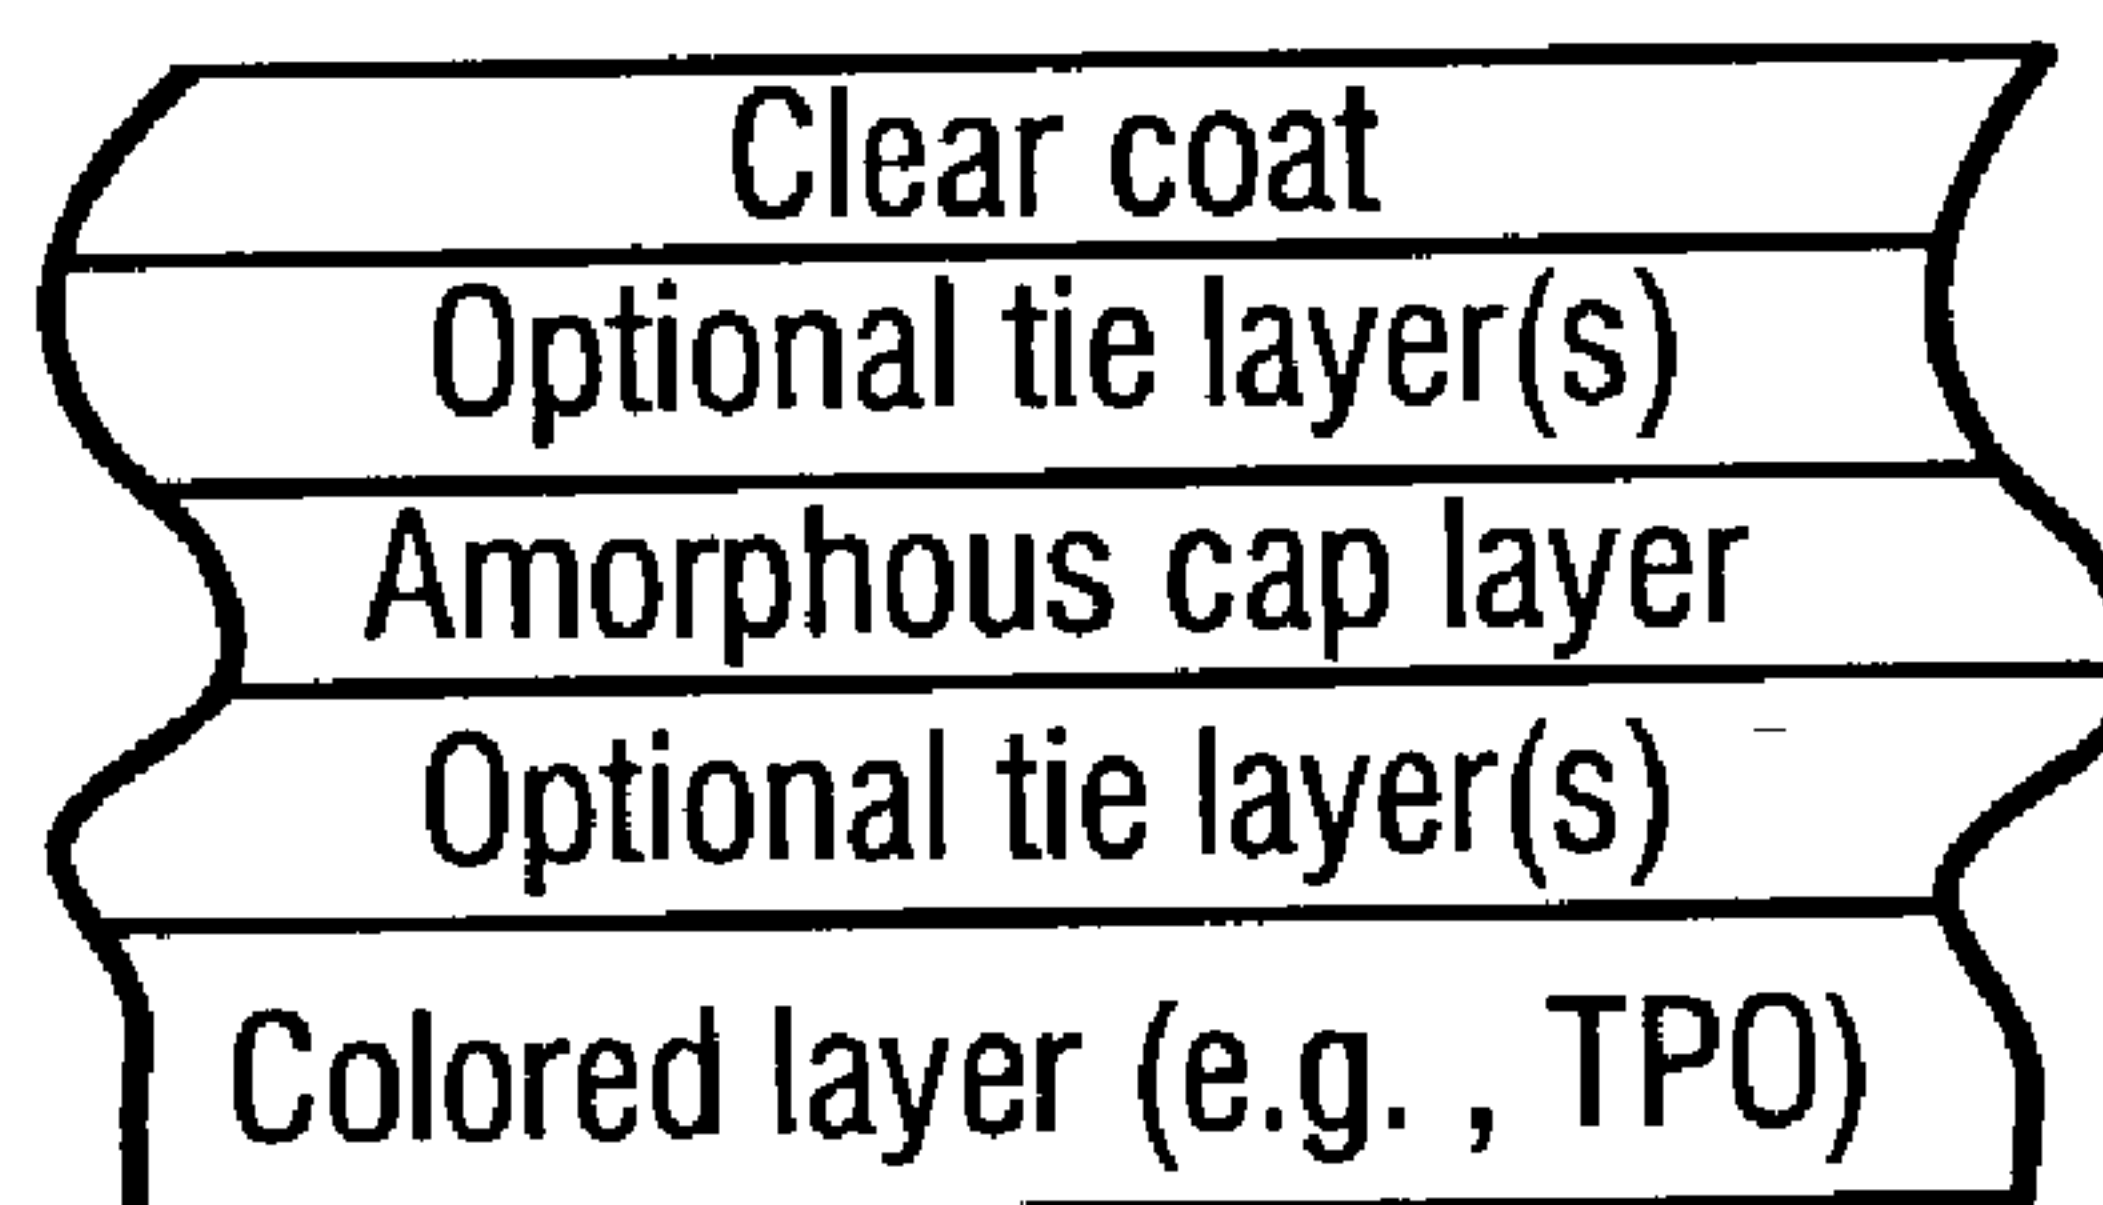 Clear coat
Optional tie layer(s)
Amorphous cap layer
Optional tie layer(s)
Colored layer (e.g. , TPO)